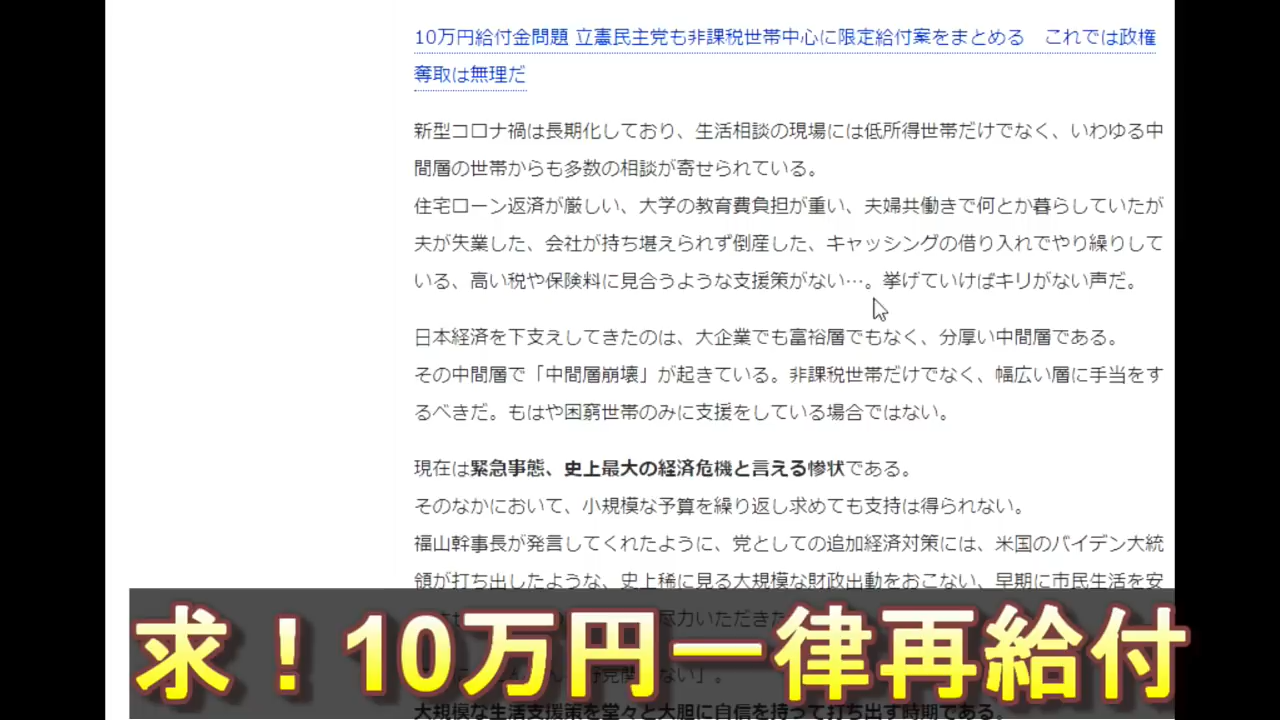 10万円給付金問題 立憲民主党も非課税世帯中心に限定給付案をまとめる　これでは政権
奪取は無理だ
新型コロナ禍は長期化しており、生活相談の現場には低所得世帯だけでなく、いわゆる中
間層の世帯からも多数の相談が寄せられている。
住宅ローン返済が厳しい、大学の教育費負担が重い、夫婦共働きで何とか暮らしていたが
夫が失業した、会社が持ち堪えられず倒産した、キャッシングの借り入れでやり繰りして
いる、高い税や保険料に見合うような支援策がない…。挙げていけばキリがない声だ。
日本経済を下支えしてきたのは、大企業でも富裕層でもなく、分厚い中間層である。
その中間層で「中間層崩壊」が起きている。非課税世帯だけでなく、幅広い層に手当をす
るべきだ。もはや困窮世帯のみに支援をしている場合ではない。
現在は緊急事態、史上最大の経済危機と言える惨状である。
そのなかにおいて、小規模な予算を繰り返し求めても支持は得られない。
福山幹事長が発言してくれたように、党としての追加経済対策には、米国のバイデン大統
領が打ち出したような、史上稀に見る大規模な財政出動をおこない、早期に市民生活を安
尽力いただきた
ない」。
大規模な生活支援策を堂々と大胆に自信を持って打ち出す時期である。
求！10万円一律再給付